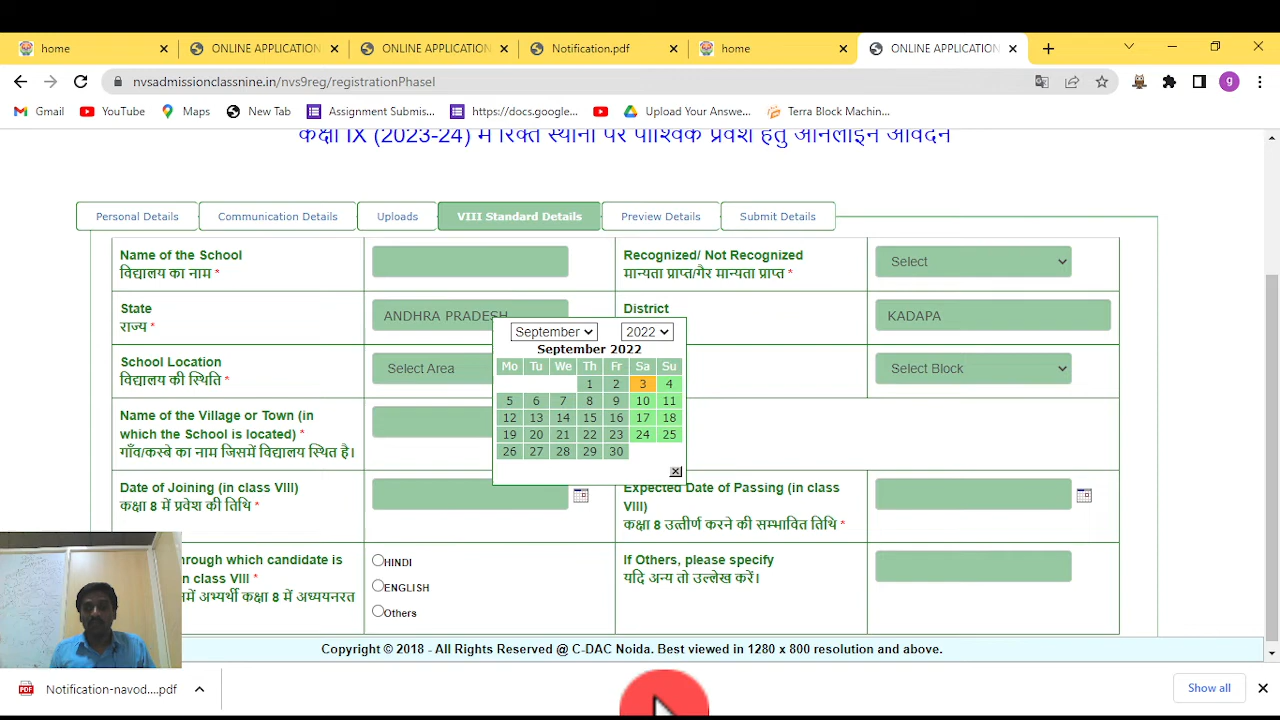 home
ONLINE APPLICATION
ONLINE APPLICATION
Notification.pdf
home
ONLINE APPLICATION
nvsadmissionclassnine.in/nvs9reg/registrationPhaseI
Gmail
YouTube
Maps
New Tab
Assignment Submis...
https://docs.google...
Upload Your Answe...
Terra Block Machin...
कक्षा IX (2023-24) में रिक्त स्थानों पर पार्श्विक प्रवेश हेतु ऑनलाइन आवेदन
Personal Details
Communication Details
Uploads
VIII Standard Details
Preview Details
Submit Details
Name of the School
विद्यालय का नाम *
Recognized/ Not Recognized
मान्यता प्राप्त/गैर मान्यता प्राप्त *
Select
State
राज्य *
ANDHRA PRADESH
District
KADAPA
School Location
विद्यालय की स्थिति *
Select Area
Select Block
September 2022
September 2022
Mo Tu We Th Fr Sa Su
1 2 3 4
5 6 7 8 9 10 11
12 13 14 15 16 17 18
19 20 21 22 23 24 25
26 27 28 29 30
Name of the Village or Town (in
which the School is located) *
गाँव/कस्बे का नाम जिसमें विद्यालय स्थित है।
Date of Joining (in class VIII)
कक्षा 8 में प्रवेश की तिथि *
Expected Date of Passing (in class
VIII)
कक्षा 8 उत्तीर्ण करने की सम्भावित तिथि *
hrough which candidate is
in class VIII *
में अभ्यर्थी कक्षा 8 में अध्ययनरत
HINDI
ENGLISH
Others
If Others, please specify
यदि अन्य तो उल्लेख करें।
Copyright © 2018 - All Rights Reserved @ C-DAC Noida. Best viewed in 1280 x 800 resolution and above.
Notification-navod....pdf
Show all